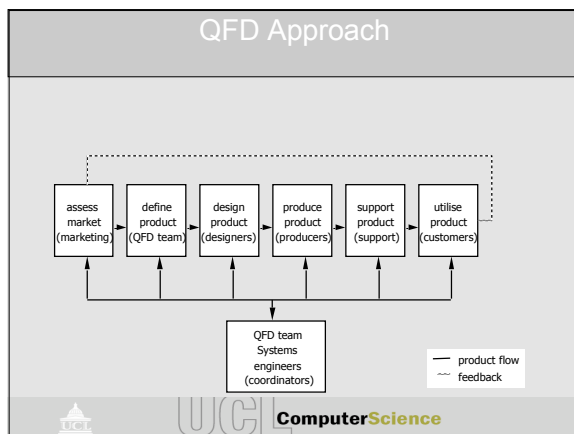 QFD Approach
assess
market
(marketing)
define
product
(QFD team)
design
product
(designers)
produce
product
(producers)
support
product
(support)
utilise
product
(customers)
QFD team
Systems
engineers
(coordinators)
product flow
feedback
UCL
UCL
ComputerScience